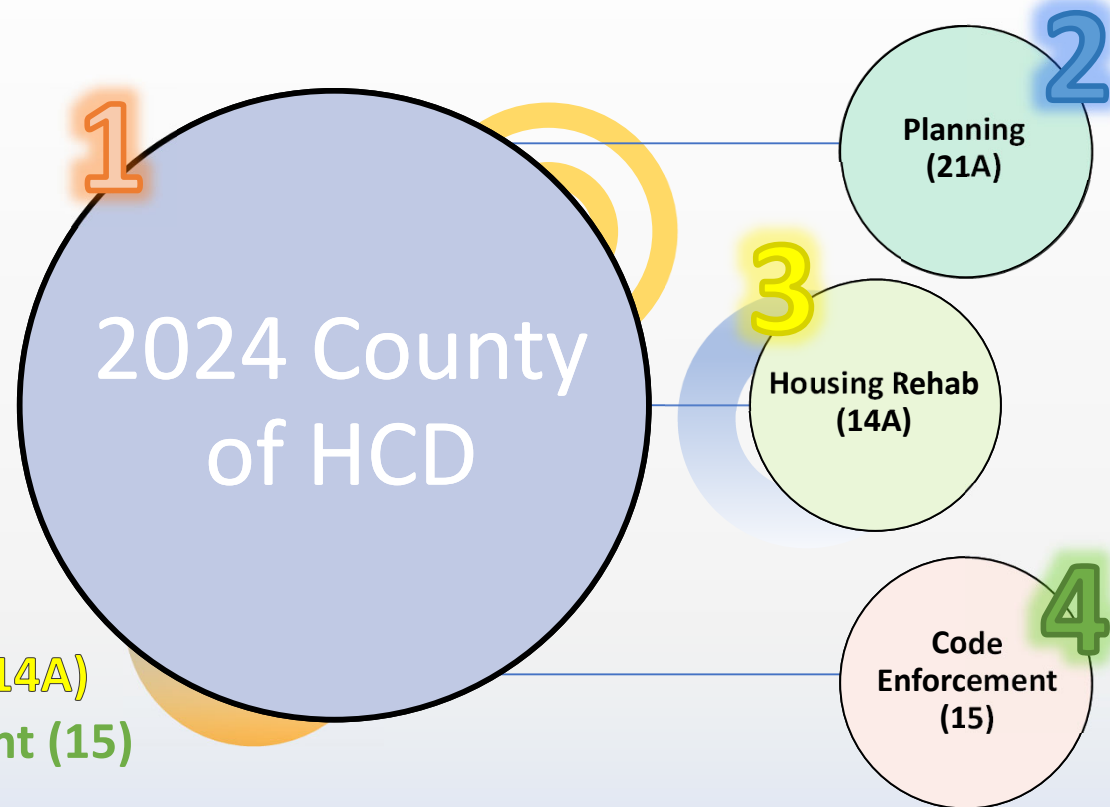 1
2024 County
of HCD
2
Planning
(21A)
3
Housing Rehab
(14A)
4
Code
Enforcement
(15)
14A)
nt (15)